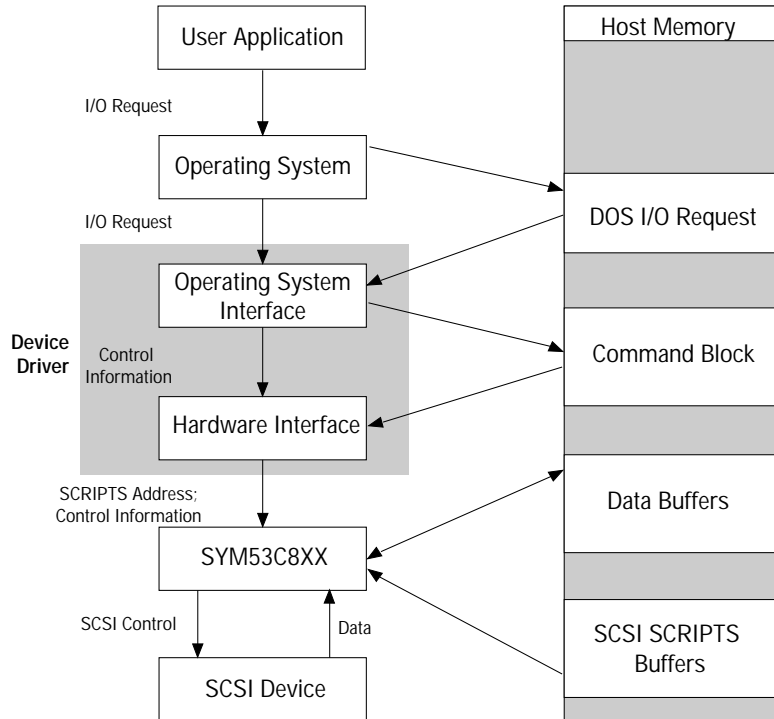 User Application
Host Memory
I/O Request
Operating System
DOS I/O Request
I/O Request
Operating System
Interface
Device
Driver
Control
Information
Command Block
Hardware Interface
SCRIPTS Address;
Control Information
Data Buffers
SYM53C8XX
SCSI Control
Data
SCSI SCRIPTS
Buffers
SCSI Device